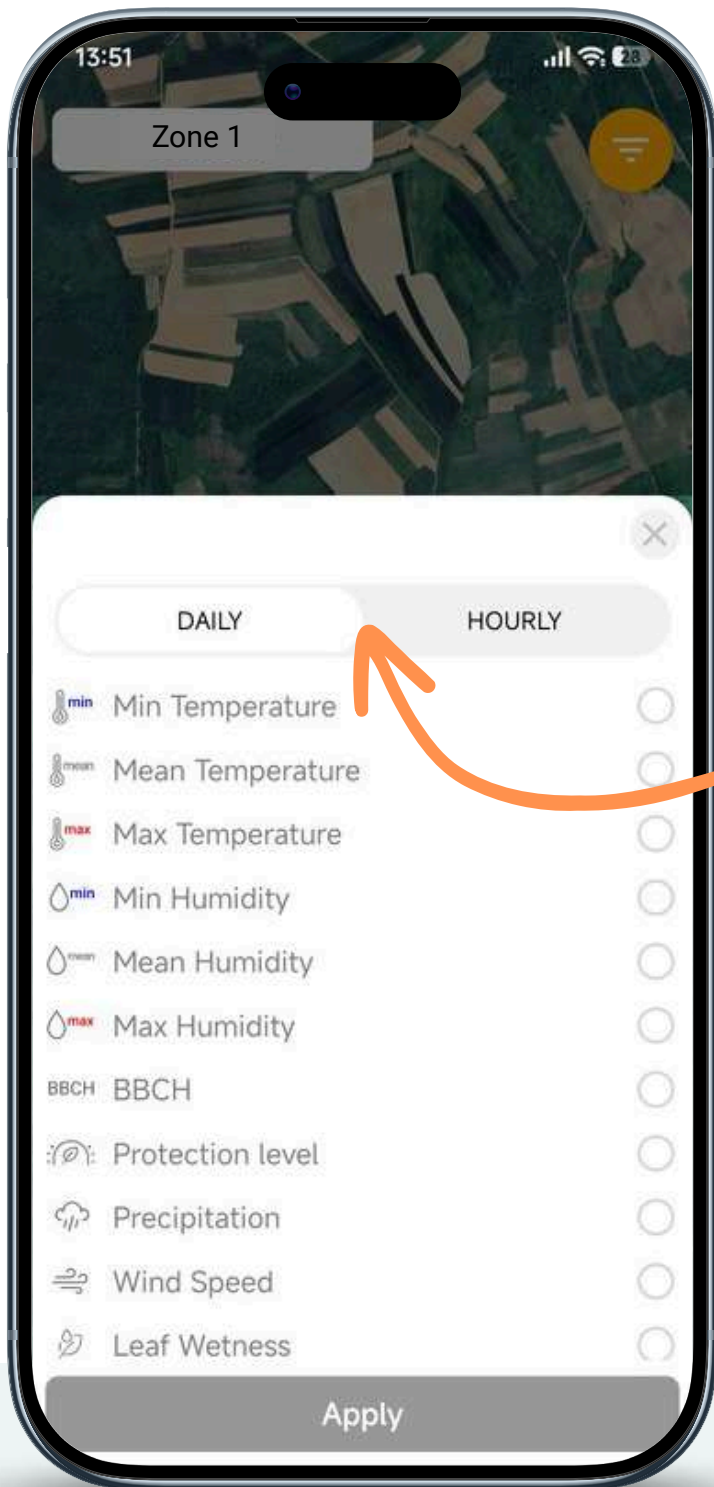 13:51
28
Zone 1
DAILY
HOURLY
min Min Temperature
mean Mean Temperature
max Max Temperature
min Min Humidity
mean Mean Humidity
max Max Humidity
BBCH BBCH
Protection level
Precipitation
Wind Speed
Leaf Wetness
Apply